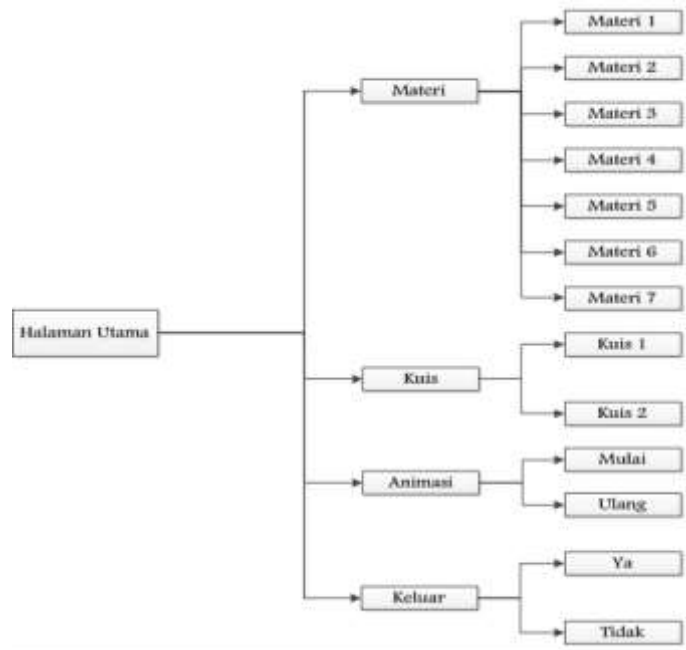 Halaman Utama
Materi
Materi 1
Materi 2
Materi 3
Materi 4
Materi 5
Materi 6
Materi 7
Kuis
Kuis 1
Kuis 2
Animasi
Mulai
Ulang
Keluar
Ya
Tidak